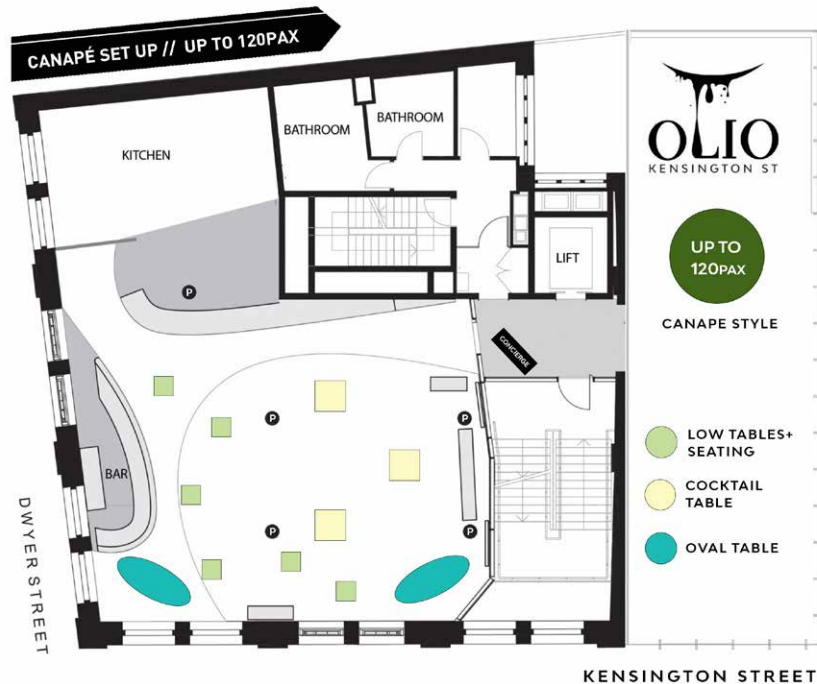 CANAPÉ SET UP // UP TO 120PAX
KITCHEN
BATHROOM
BATHROOM
LIFT
CONCIERGE
P
P
P
P
P
BAR
DWYER STREET
KENSINGTON STREET
OLIO
KENSINGTON ST
UP TO
120PAX
CANAPE STYLE
LOW TABLES+
SEATING
COCKTAIL
TABLE
OVAL TABLE